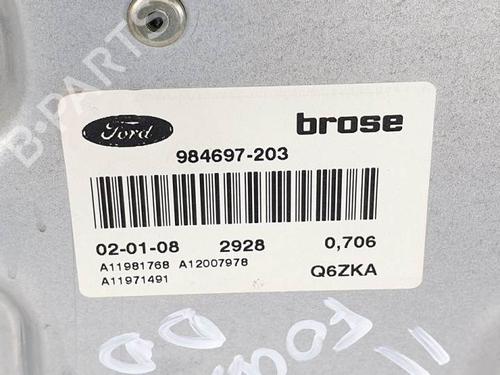 B-PARTS
Ford brose
984697-203
02-01-08 2928 0,706
A11981768 A12007978
A11971491 Q6ZKA